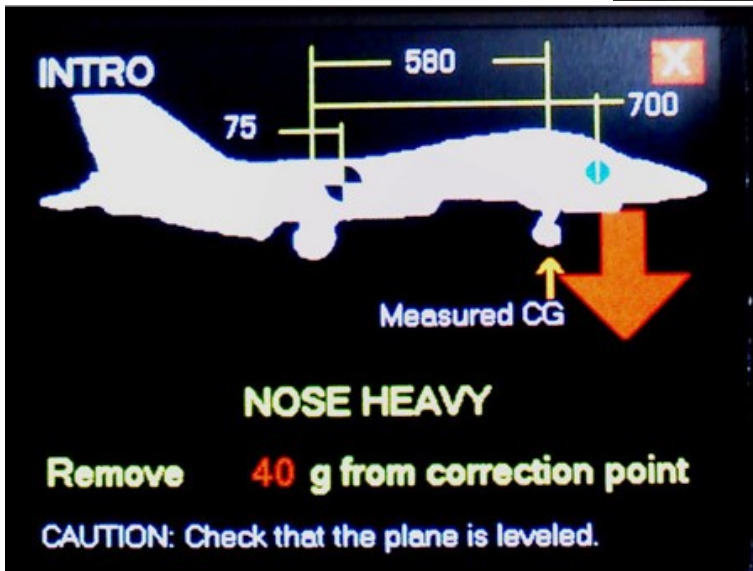 INTRO
580
X
700
75
Measured CG
NOSE HEAVY
Remove 40 g from correction point
CAUTION: Check that the plane is leveled.